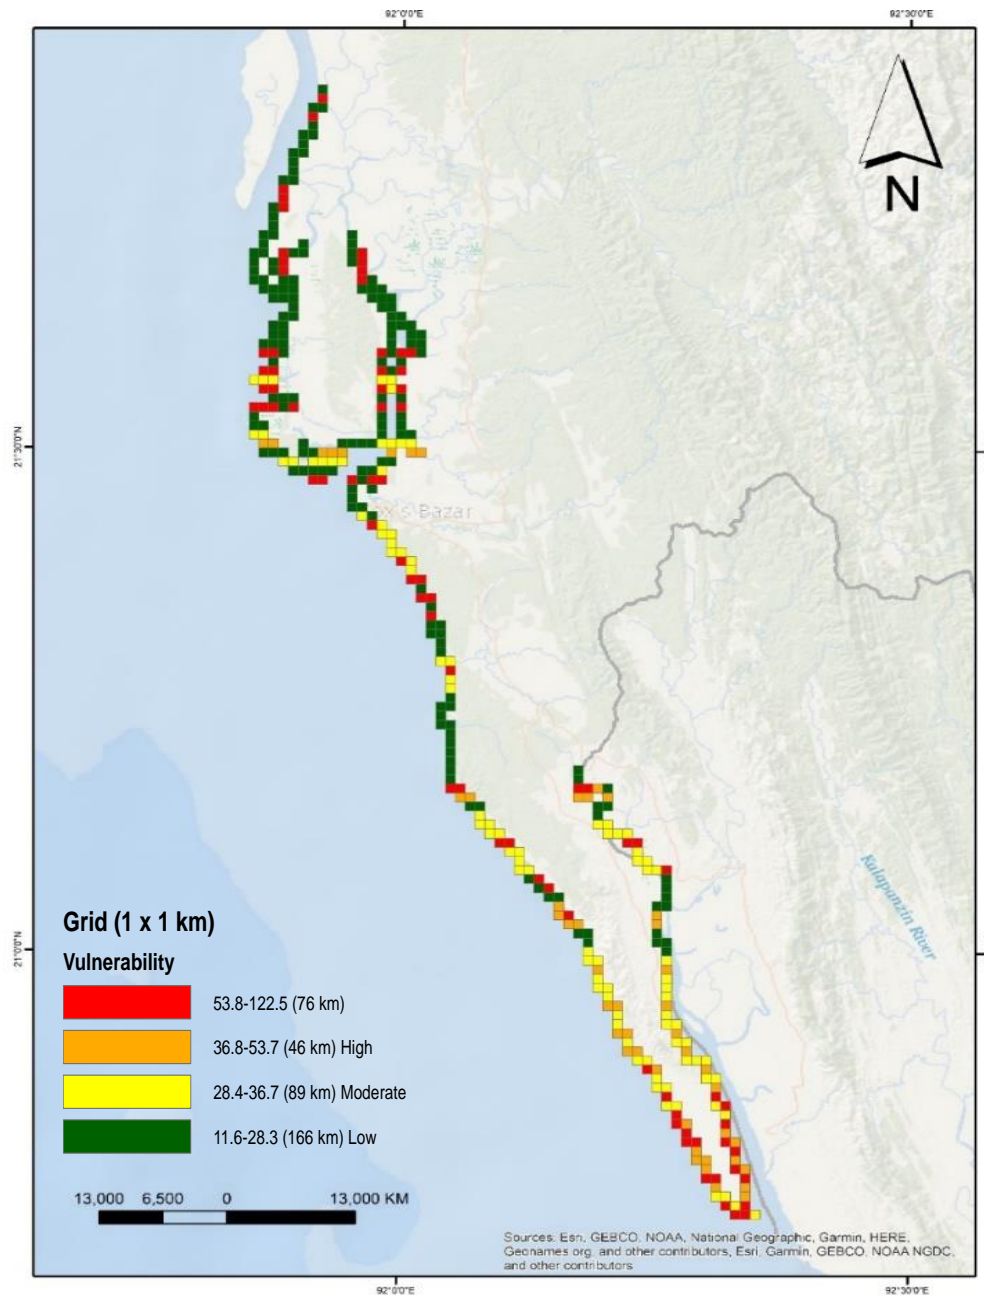 92°0'0"E
92°30'0"E
N
21°30'0"N
ox's Bazar
Kalapanzin River
21°0'0"N
Grid (1 x 1 km)
Vulnerability
53.8-122.5 (76 km)
36.8-53.7 (46 km) High
28.4-36.7 (89 km) Moderate
11.6-28.3 (166 km) Low
13,000 6,500 0 13,000 KM
Sources: Esri, GEBCO, NOAA, National Geographic, Garmin, HERE,
Geonames.org, and other contributors, Esri, Garmin, GEBCO, NOAA NGDC,
and other contributors
92°0'0"E
92°30'0"E